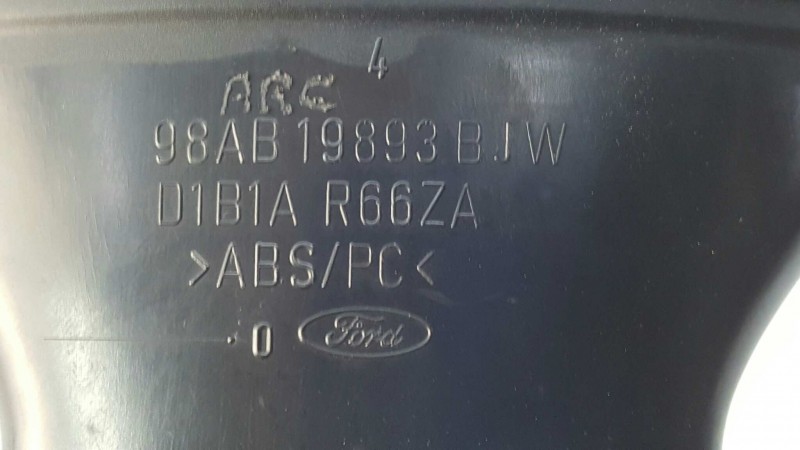 4
ARC
98AB 19893 BJW
D1B1A R66ZA
>ABS/PC<
0 Ford